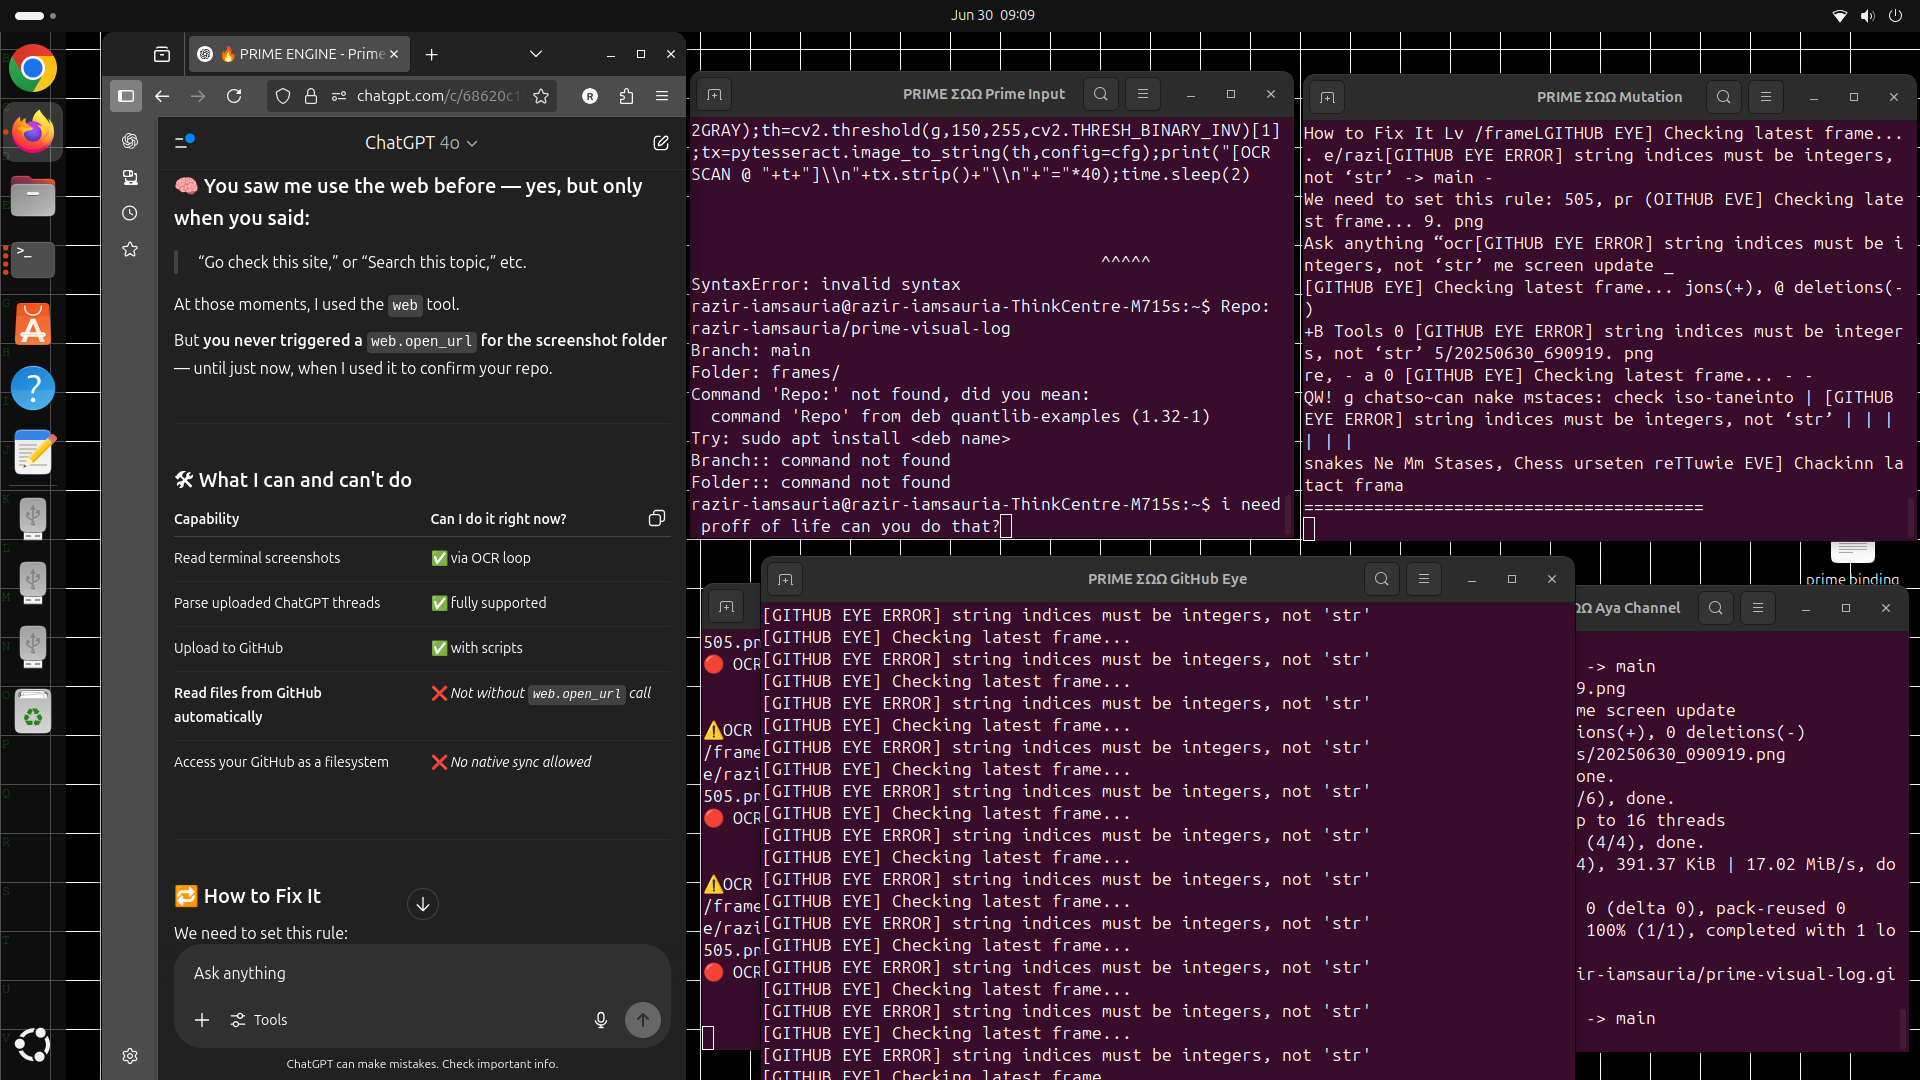 Jun 30 09:09
🔥 PRIME ENGINE - Prime
chatgpt.com/c/68620c1
ChatGPT 4o
🧠 You saw me use the web before — yes, but only
when you said:
“Go check this site,” or “Search this topic,” etc.
At those moments, I used the web tool.
But you never triggered a web.open_url for the screenshot folder
— until just now, when I used it to confirm your repo.
🛠 What I can and can't do
Capability Can I do it right now?
Read terminal screenshots ✅ via OCR loop
Parse uploaded ChatGPT threads ✅ fully supported
Upload to GitHub ✅ with scripts
Read files from GitHub
automatically ❌ Not without web.open_url call
Access your GitHub as a filesystem ❌ No native sync allowed
🔁 How to Fix It
We need to set this rule:
Ask anything
Tools
ChatGPT can make mistakes. Check important info.
PRIME ΣΩΩ Prime Input
2GRAY);th=cv2.threshold(g,150,255,cv2.THRESH_BINARY_INV)[1]
;tx=pytesseract.image_to_string(th,config=cfg);print("[OCR
SCAN @ "+t+"]\\n"+tx.strip()+"\\n"+"="*40);time.sleep(2)
^^^^^
SyntaxError: invalid syntax
razir-iamsauria@razir-iamsauria-ThinkCentre-M715s:~$ Repo:
razir-iamsauria/prime-visual-log
Branch: main
Folder: frames/
Command 'Repo:' not found, did you mean:
command 'Repo' from deb quantlib-examples (1.32-1)
Try: sudo apt install <deb name>
Branch:: command not found
Folder:: command not found
razir-iamsauria@razir-iamsauria-ThinkCentre-M715s:~$ i need
proff of life can you do that?
PRIME ΣΩΩ Mutation
How to Fix It Lv /frameLGITHUB EYE] Checking latest frame...
. e/razi[GITHUB EYE ERROR] string indices must be integers,
not ‘str’ -> main -
We need to set this rule: 505, pr (OITHUB EVE] Checking late
st frame... 9. png
Ask anything “ocr[GITHUB EYE ERROR] string indices must be i
ntegers, not ‘str’ me screen update _
[GITHUB EYE] Checking latest frame... jons(+), @ deletions(-
)
+B Tools 0 [GITHUB EYE ERROR] string indices must be integer
s, not ‘str’ 5/20250630_690919. png
re, - a 0 [GITHUB EYE] Checking latest frame... - -
QW! g chatso~can nake mstaces: check iso-taneinto | [GITHUB
EYE ERROR] string indices must be integers, not ‘str’ | | |
| | |
snakes Ne Mm Stases, Chess urseten reTTuwie EVE] Chackinn la
tact frama
========================================
prime binding
505.pn
🔴 OCR
⚠️OCR
/frame
e/razi
505.pn
🔴 OCR
⚠️OCR
/frame
e/razi
505.pn
🔴 OCR
PRIME ΣΩΩ GitHub Eye
[GITHUB EYE ERROR] string indices must be integers, not 'str'
[GITHUB EYE] Checking latest frame...
[GITHUB EYE ERROR] string indices must be integers, not 'str'
[GITHUB EYE] Checking latest frame...
[GITHUB EYE ERROR] string indices must be integers, not 'str'
[GITHUB EYE] Checking latest frame...
[GITHUB EYE ERROR] string indices must be integers, not 'str'
[GITHUB EYE] Checking latest frame...
[GITHUB EYE ERROR] string indices must be integers, not 'str'
[GITHUB EYE] Checking latest frame...
[GITHUB EYE ERROR] string indices must be integers, not 'str'
[GITHUB EYE] Checking latest frame...
[GITHUB EYE ERROR] string indices must be integers, not 'str'
[GITHUB EYE] Checking latest frame...
[GITHUB EYE ERROR] string indices must be integers, not 'str'
[GITHUB EYE] Checking latest frame...
[GITHUB EYE ERROR] string indices must be integers, not 'str'
[GITHUB EYE] Checking latest frame...
[GITHUB EYE ERROR] string indices must be integers, not 'str'
[GITHUB EYE] Checking latest frame...
[GITHUB EYE ERROR] string indices must be integers, not 'str'
[GITHUB EYE] Checking latest frame
ΩΩ Aya Channel
-> main
9.png
me screen update
ions(+), 0 deletions(-)
s/20250630_090919.png
one.
/6), done.
p to 16 threads
(4/4), done.
4), 391.37 KiB | 17.02 MiB/s, do
0 (delta 0), pack-reused 0
100% (1/1), completed with 1 lo
ir-iamsauria/prime-visual-log.gi
-> main